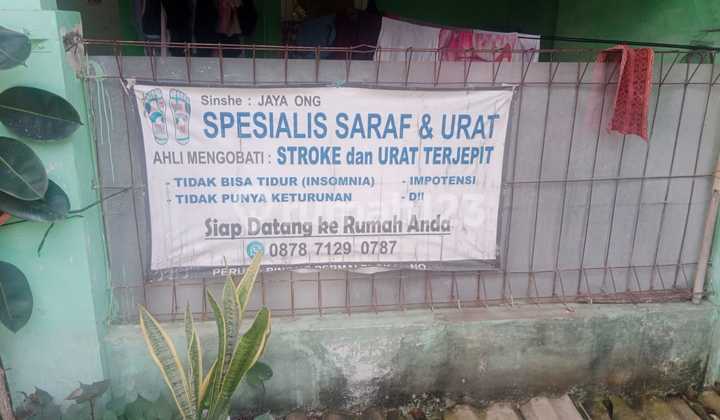 Sinshe : JAYA ONG
SPESIALIS SARAF & URAT
AHLI MENGOBATI : STROKE dan URAT TERJEPIT
- TIDAK BISA TIDUR (INSOMNIA) - IMPOTENSI
- TIDAK PUNYA KETURUNAN - Dll
Siap Datang ke Rumah Anda
0878 7129 0787